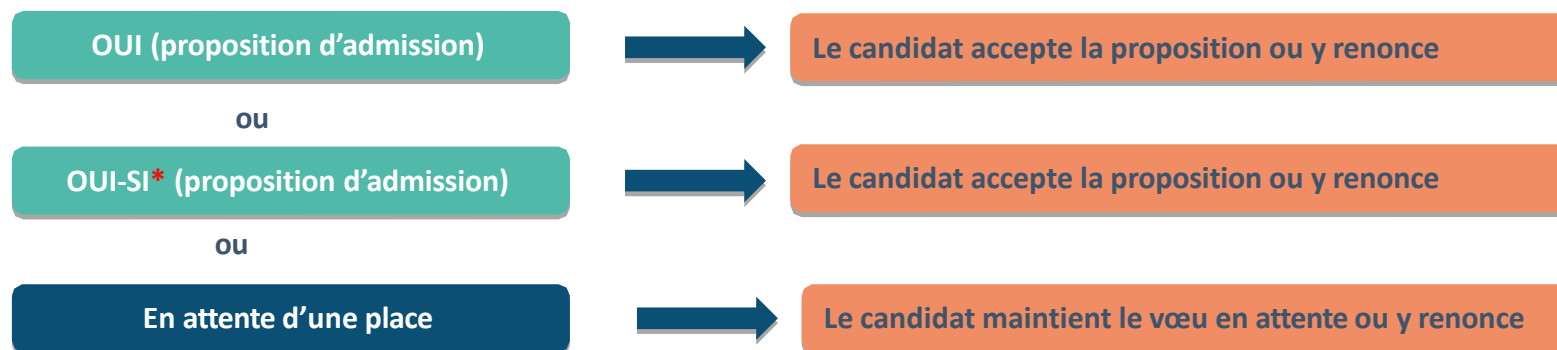 OUI (proposition d’admission)
Le candidat accepte la proposition ou y renonce
ou
OUI-SI* (proposition d’admission)
Le candidat accepte la proposition ou y renonce
ou
En attente d’une place
Le candidat maintient le vœu en attente ou y renonce